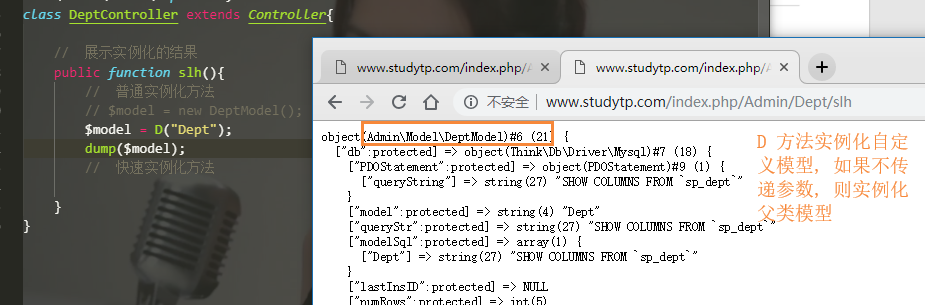 class DeptController extends Controller{
// 展示实例化的结果
public function slh(){
// 普通实例化方法
// $model = new DeptModel();
$model = D("Dept");
dump($model);
// 快速实例化方法
}
}
www.studytp.com/index.php/A
www.studytp.com/index.php/A
不安全 | www.studytp.com/index.php/Admin/Dept/slh
object(Admin\Model\DeptModel)#6 (21) {
["db":protected] => object(Think\Db\Driver\Mysql)#7 (18) {
["PDOStatement":protected] => object(PDOStatement)#9 (1) {
["queryString"] => string(27) "SHOW COLUMNS FROM `sp_dept`"
}
["model":protected] => string(4) "Dept"
["queryStr":protected] => string(27) "SHOW COLUMNS FROM `sp_dept`"
["modelSql":protected] => array(1) {
["Dept"] => string(27) "SHOW COLUMNS FROM `sp_dept`"
}
["lastInsID":protected] => NULL
["numRows":protected] => int(5)
D 方法实例化自定
义模型, 如果不传
递参数, 则实例化
父类模型